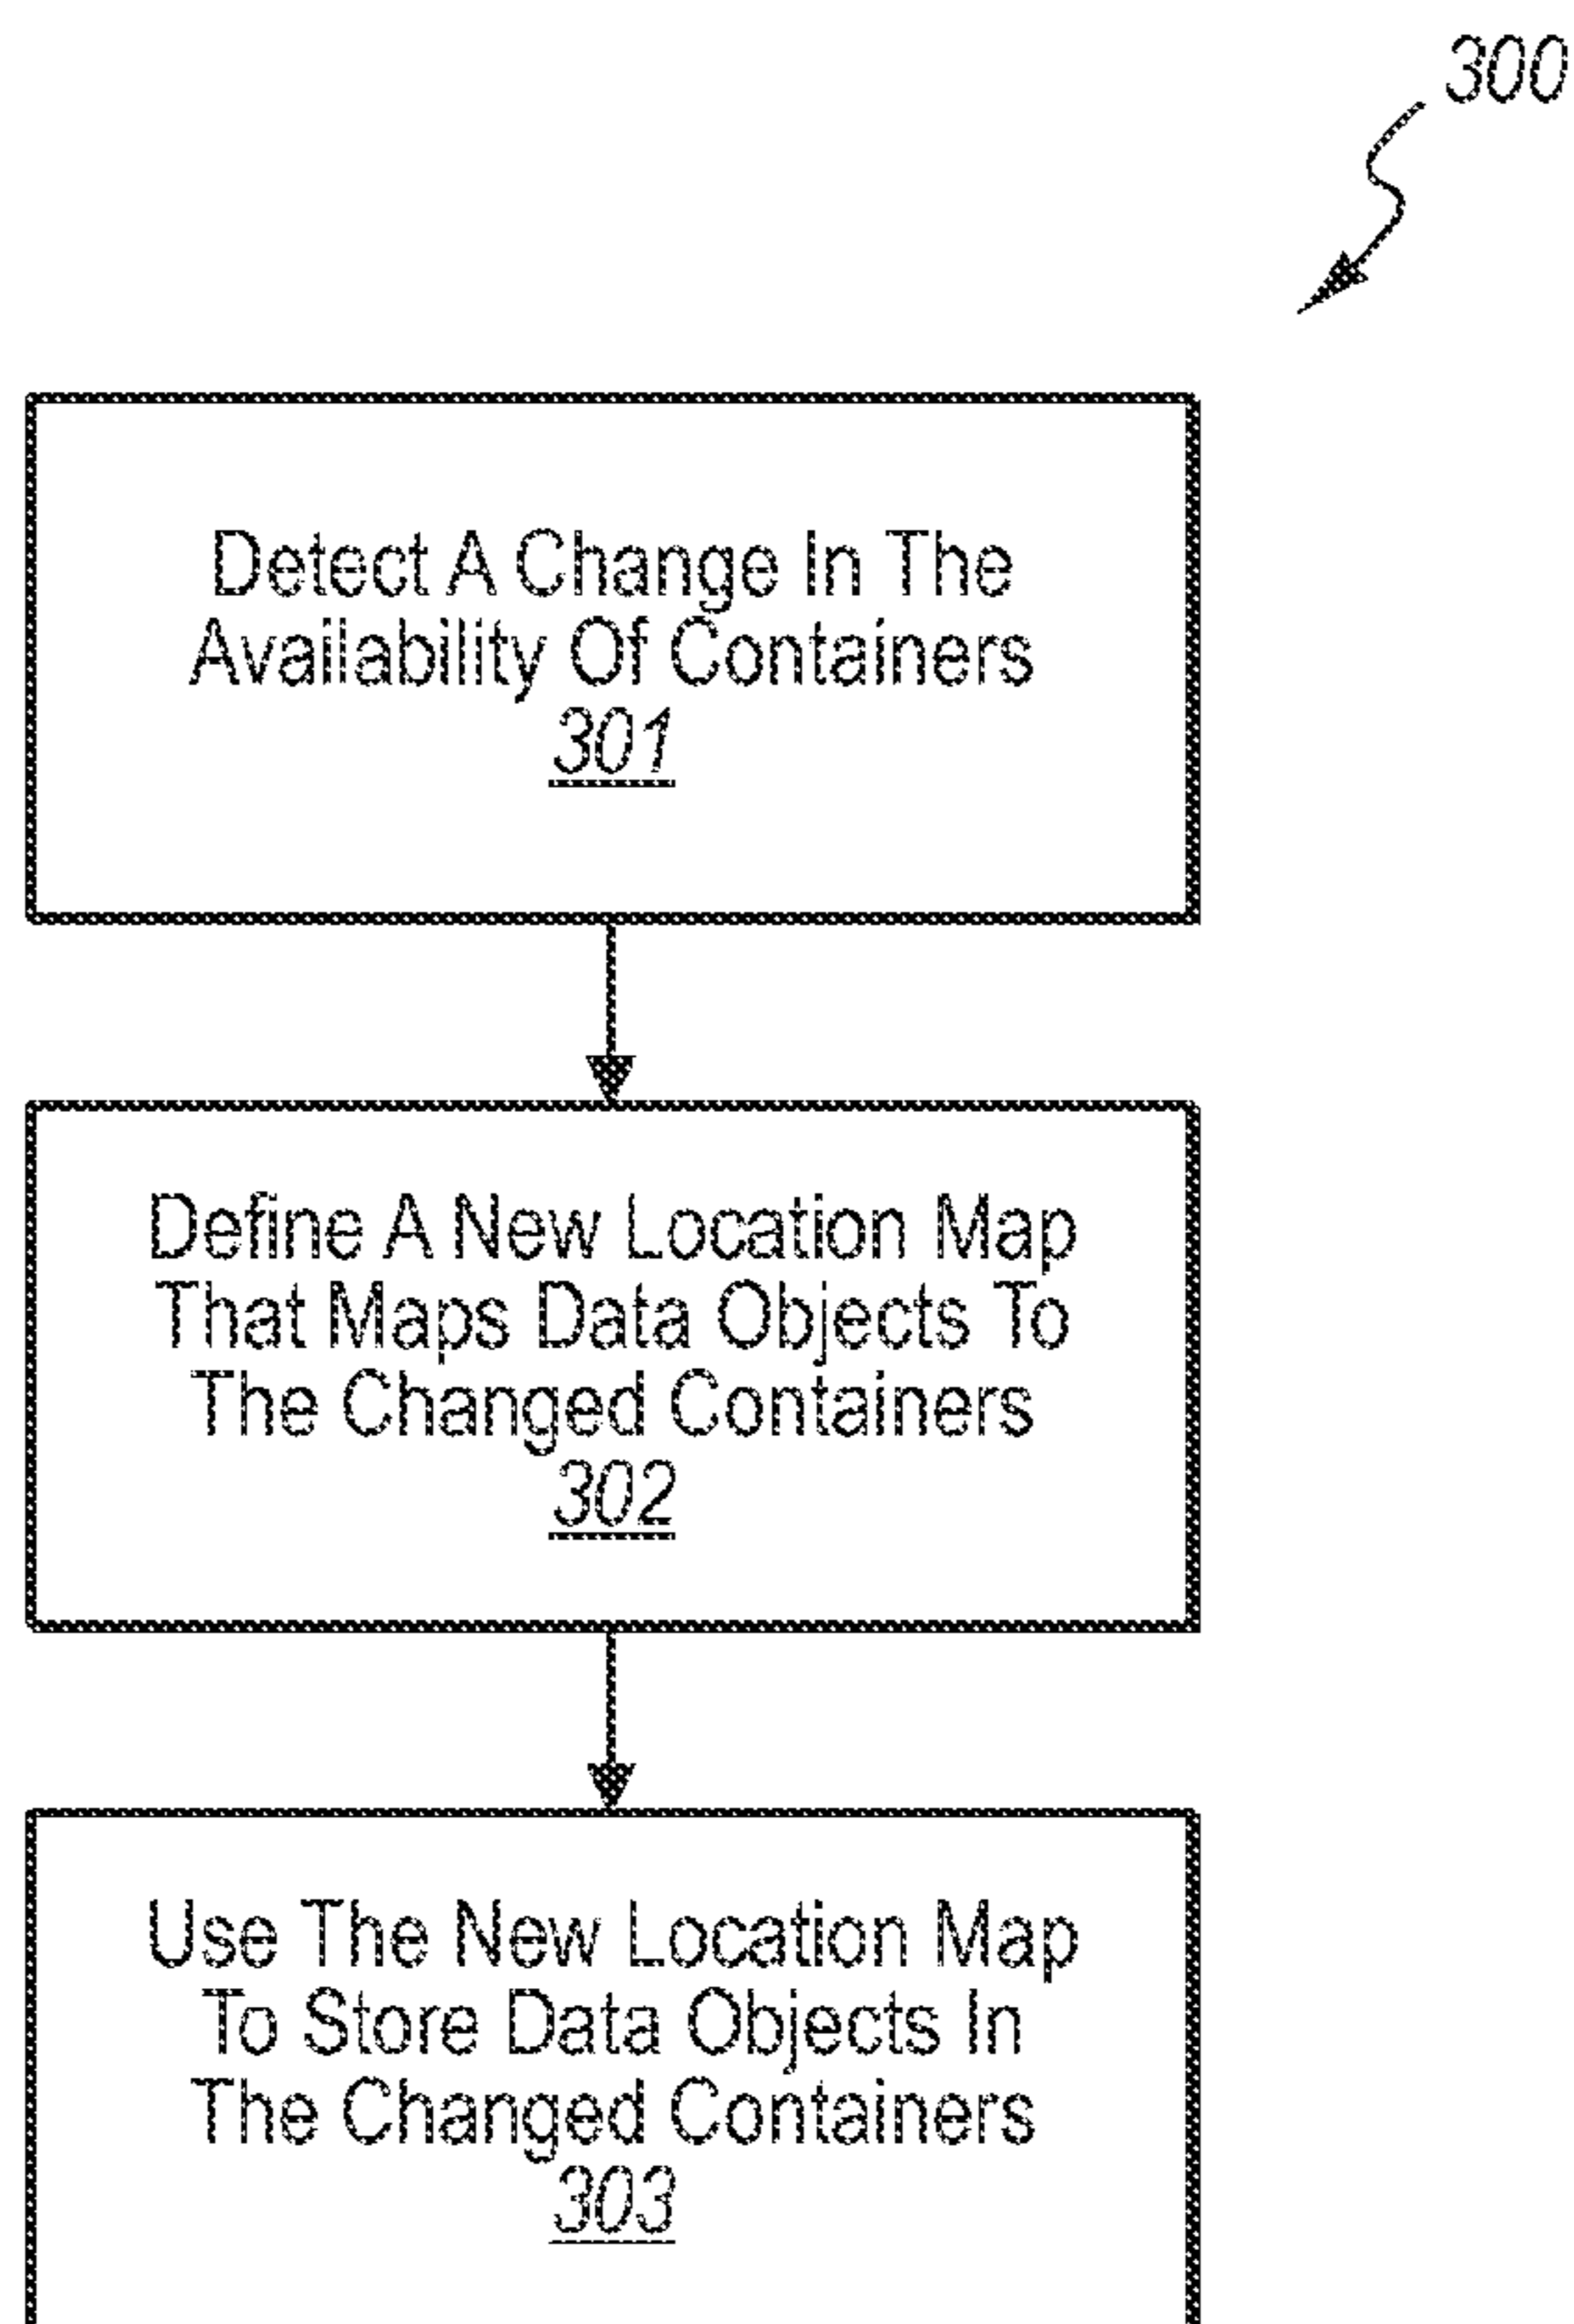 300
Detect A Change In The
Availability Of Containers
301
Define A New Location Map
That Maps Data Objects To
The Changed Containers
302
Use The New Location Map
To Store Data Objects In
The Changed Containers
303